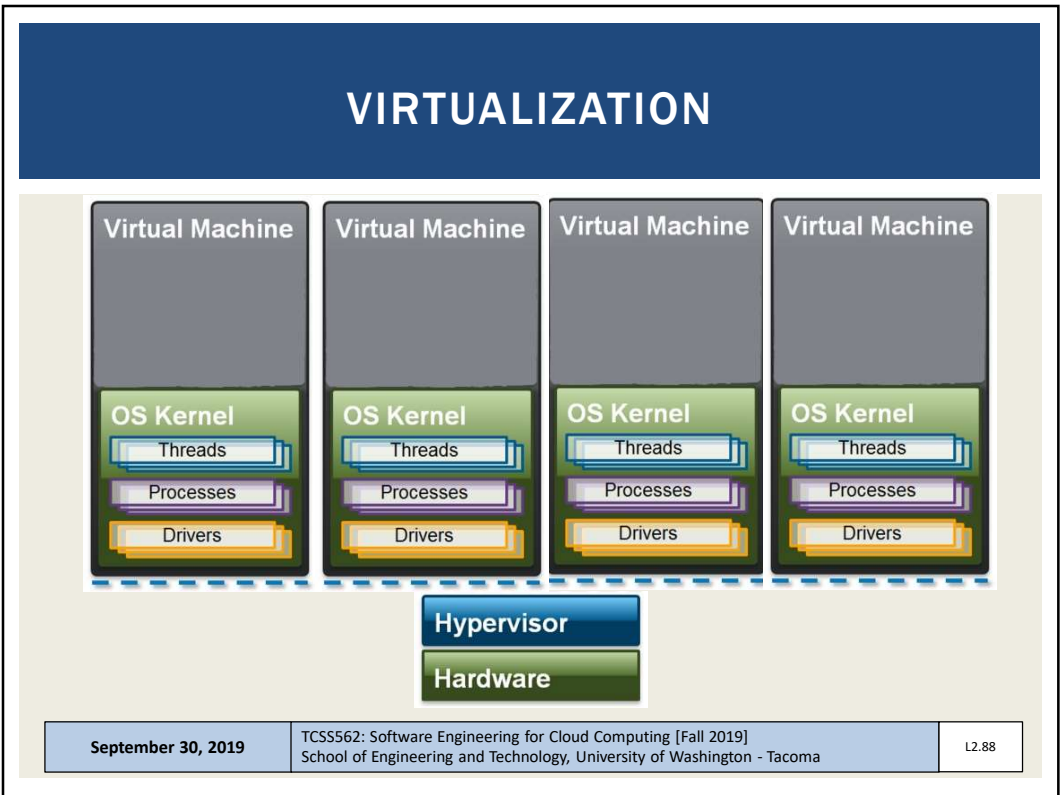 VIRTUALIZATION
Virtual Machine
Virtual Machine
Virtual Machine
Virtual Machine
OS Kernel
OS Kernel
OS Kernel
OS Kernel
Threads
Threads
Threads
Threads
Processes
Processes
Processes
Processes
Drivers
Drivers
Drivers
Drivers
Hypervisor
Hardware
September 30, 2019
TCSS562: Software Engineering for Cloud Computing [Fall 2019]
School of Engineering and Technology, University of Washington - Tacoma
L2.88